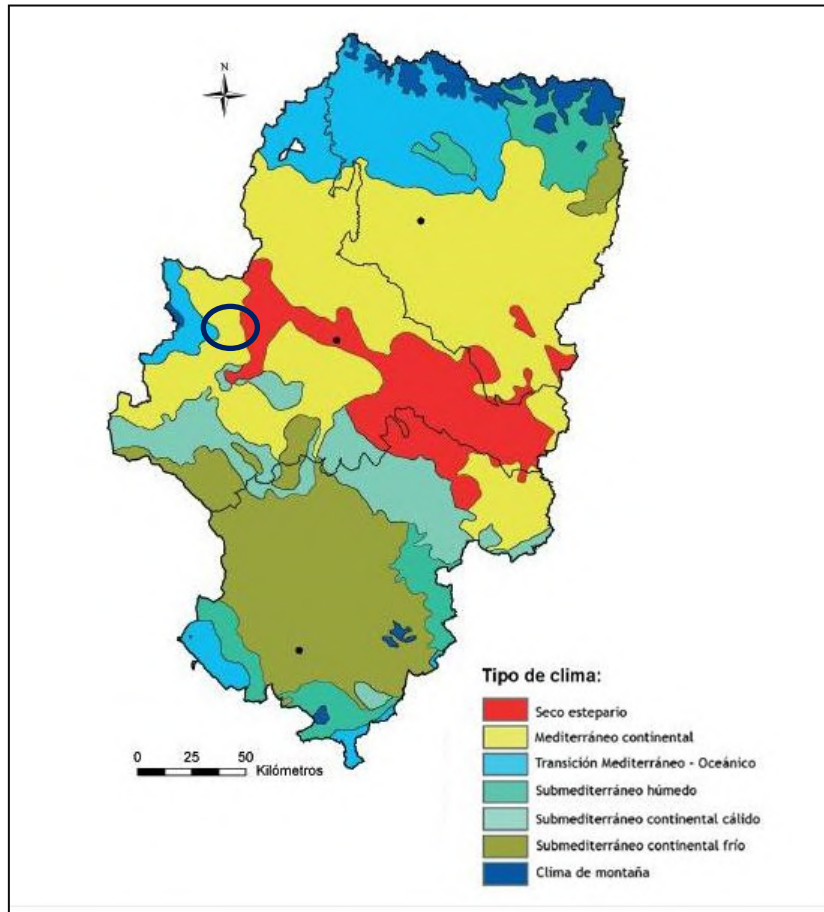 N
Tipo de clima:
Seco estepario
Mediterráneo continental
Transición Mediterráneo - Oceánico
Submediterráneo húmedo
Submediterráneo continental cálido
Submediterráneo continental frío
Clima de montaña
0 25 50
Kilómetros